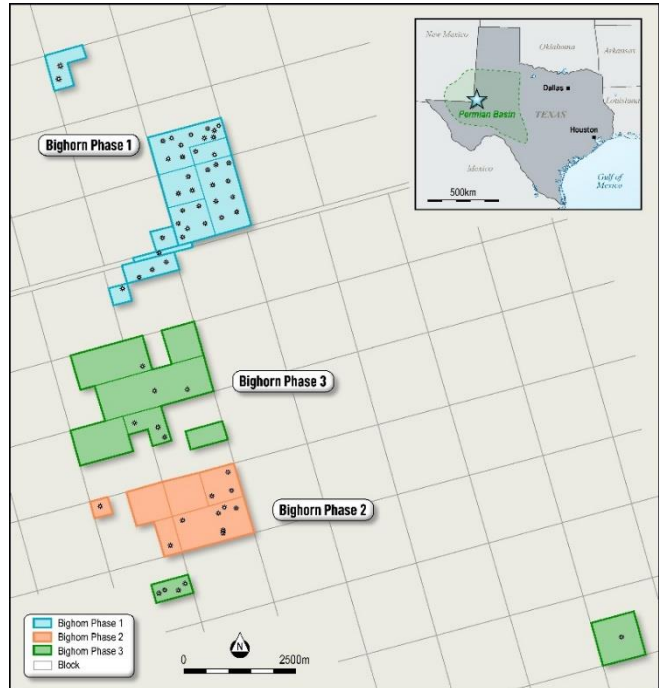 New Mexico
Oklahoma
Arkansas
Dallas
Louisiana
TEXAS
Permian Basin
Houston
Mexico
Gulf of
Mexico
500km
Bighorn Phase 1
Bighorn Phase 3
Bighorn Phase 2
Bighorn Phase 1
Bighorn Phase 2
Bighorn Phase 3
Block
N
0
2500m